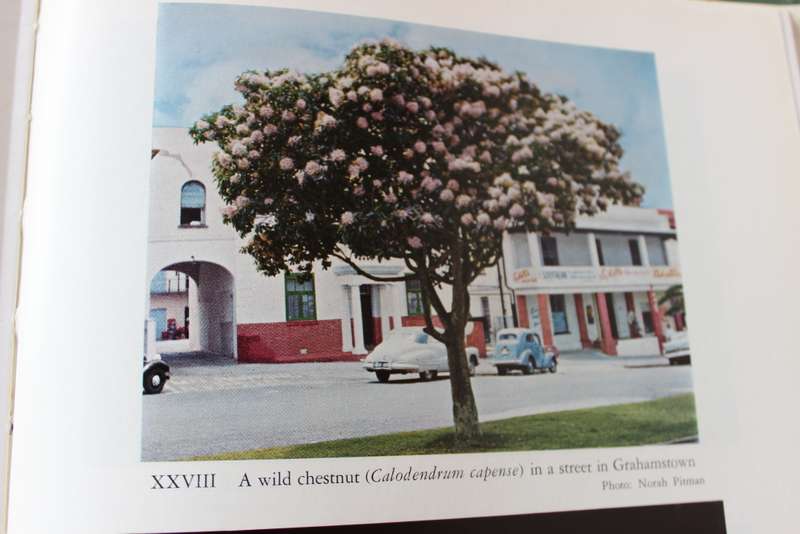 XXVIII A wild chestnut (Calodendrum capense) in a street in Grahamstown
Photo: Norah Pitman